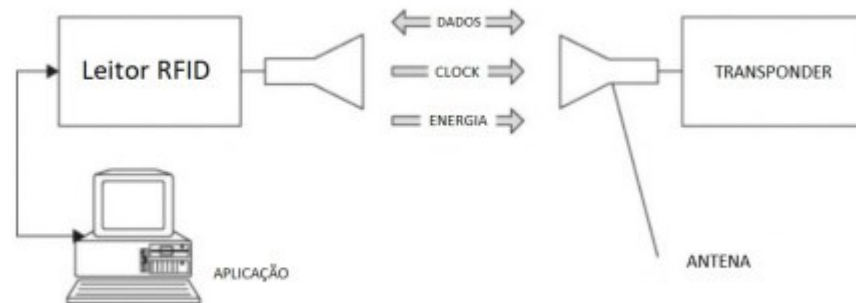 DADOS
Leitor RFID
CLOCK
TRANSPONDER
ENERGIA
APLICAÇÃO
ANTENA